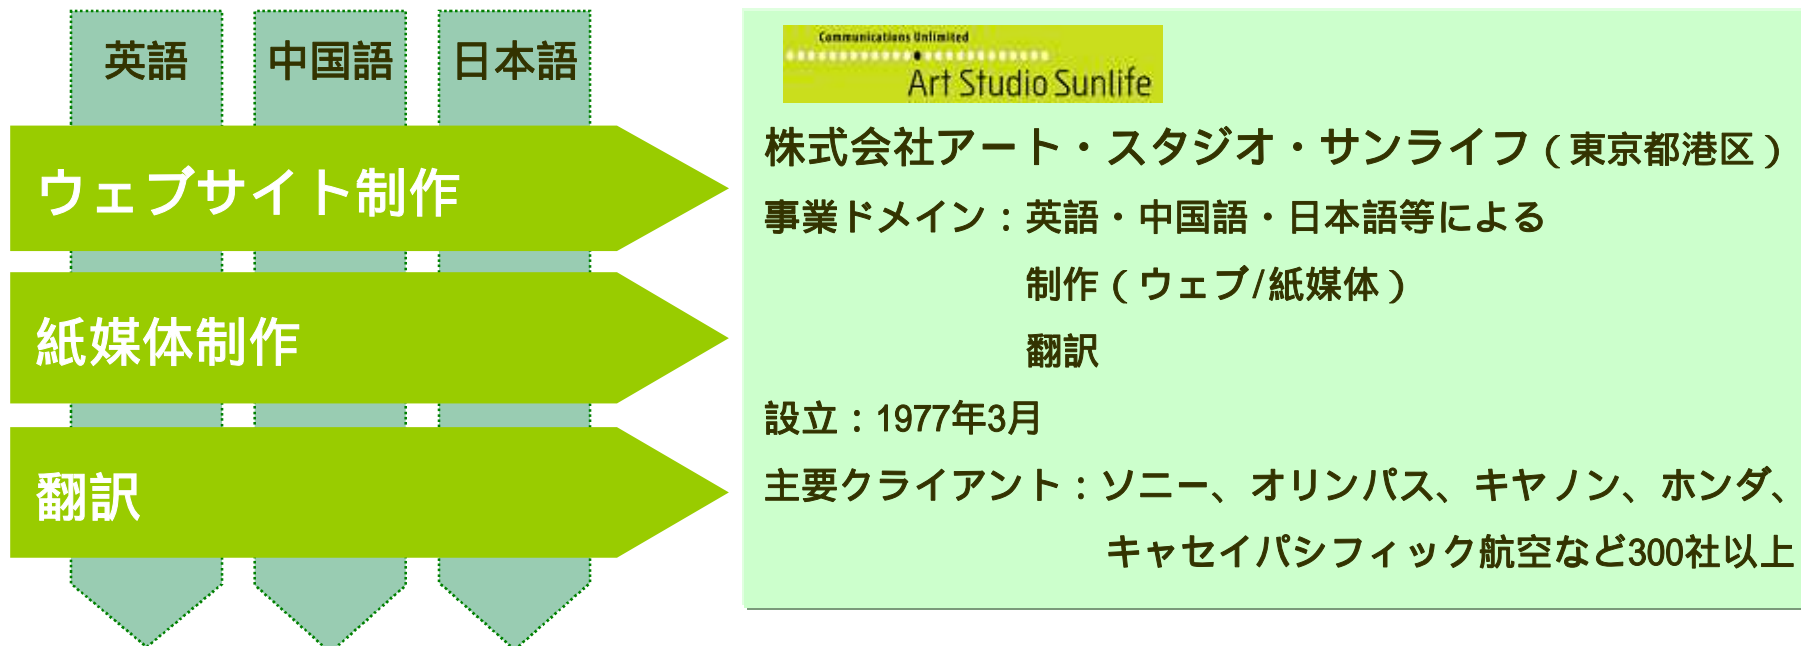 英語
中国語
日本語
ウェブサイト制作
紙媒体制作
翻訳
Communications Unlimited
Art Studio Sunlife
株式会社アート・スタジオ・サンライフ（東京都港区）
事業ドメイン：英語・中国語・日本語等による
制作（ウェブ/紙媒体）
翻訳
設立：1977年3月
主要クライアント：ソニー、オリンパス、キヤノン、ホンダ、
キャセイパシフィック航空など300社以上